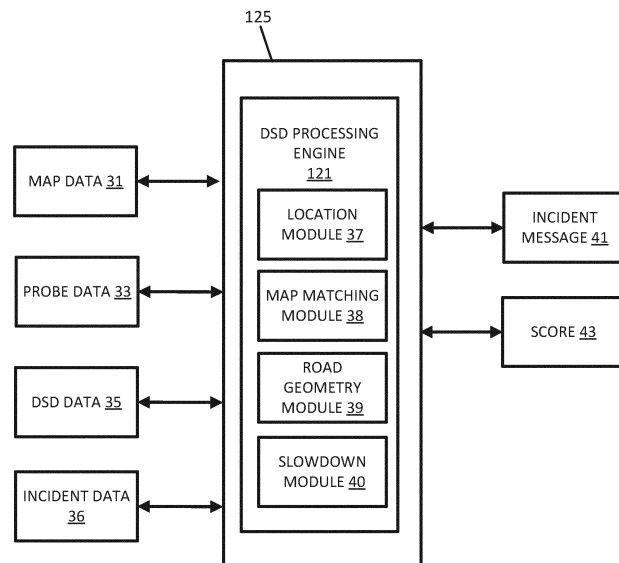 125
DSD PROCESSING
ENGINE
121
LOCATION
MODULE 37
MAP MATCHING
MODULE 38
ROAD
GEOMETRY
MODULE 39
SLOWDOWN
MODULE 40
MAP DATA 31
PROBE DATA 33
DSD DATA 35
INCIDENT DATA
36
INCIDENT
MESSAGE 41
SCORE 43